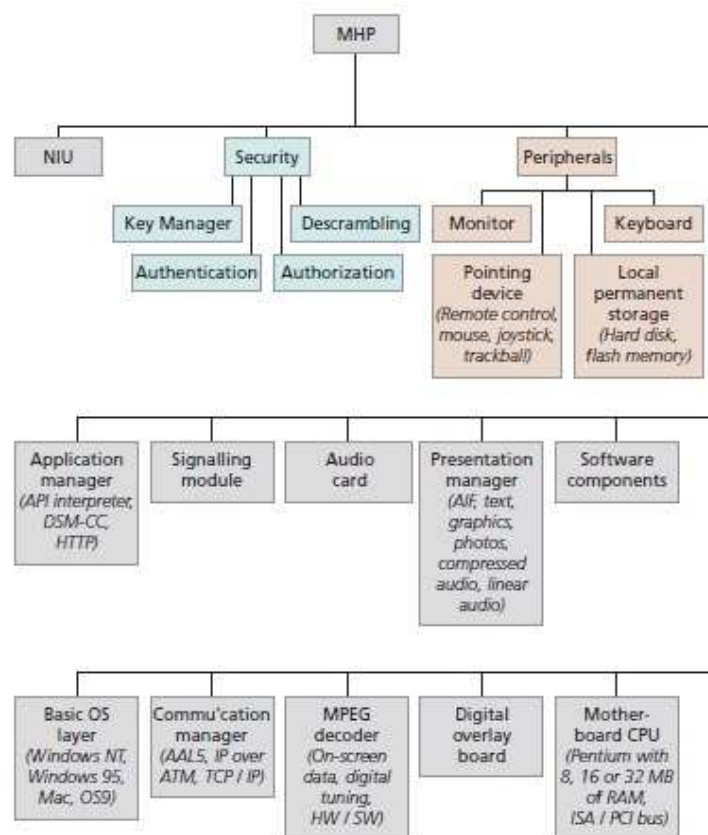 MHP
NIU
Security
Peripherals
Key Manager
Descrambling
Authentication
Authorization
Monitor
Keyboard
Pointing
device
(Remote control,
mouse, joystick,
trackball)
Local
permanent
storage
(Hard disk,
flash memory)
Application
manager
(API interpreter,
DSM-CC,
HTTP)
Signalling
module
Audio
card
Presentation
manager
(AIF, text,
graphics,
photos,
compressed
audio, linear
audio)
Software
components
Basic OS
layer
(Windows NT,
Windows 95,
Mac, OS9)
Commu'cation
manager
(AAL5, IP over
ATM, TCP / IP)
MPEG
decoder
(On-screen
data, digital
tuning,
HW / SW)
Digital
overlay
board
Mother-
board CPU
(Pentium with
8, 16 or 32 MB
of RAM,
ISA / PCI bus)